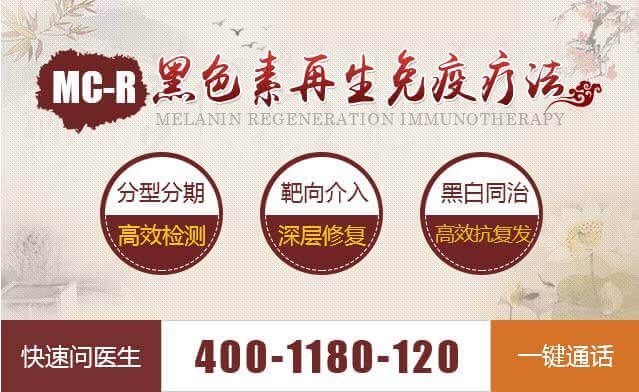 MC-R 黑色素再生免疫疗法
MELANIN REGENERATION IMMUNOTHERAPY
分型分期
高效检测
靶向介入
深层修复
黑白同治
高效抗复发
快速问医生 400-1180-120 一键通话